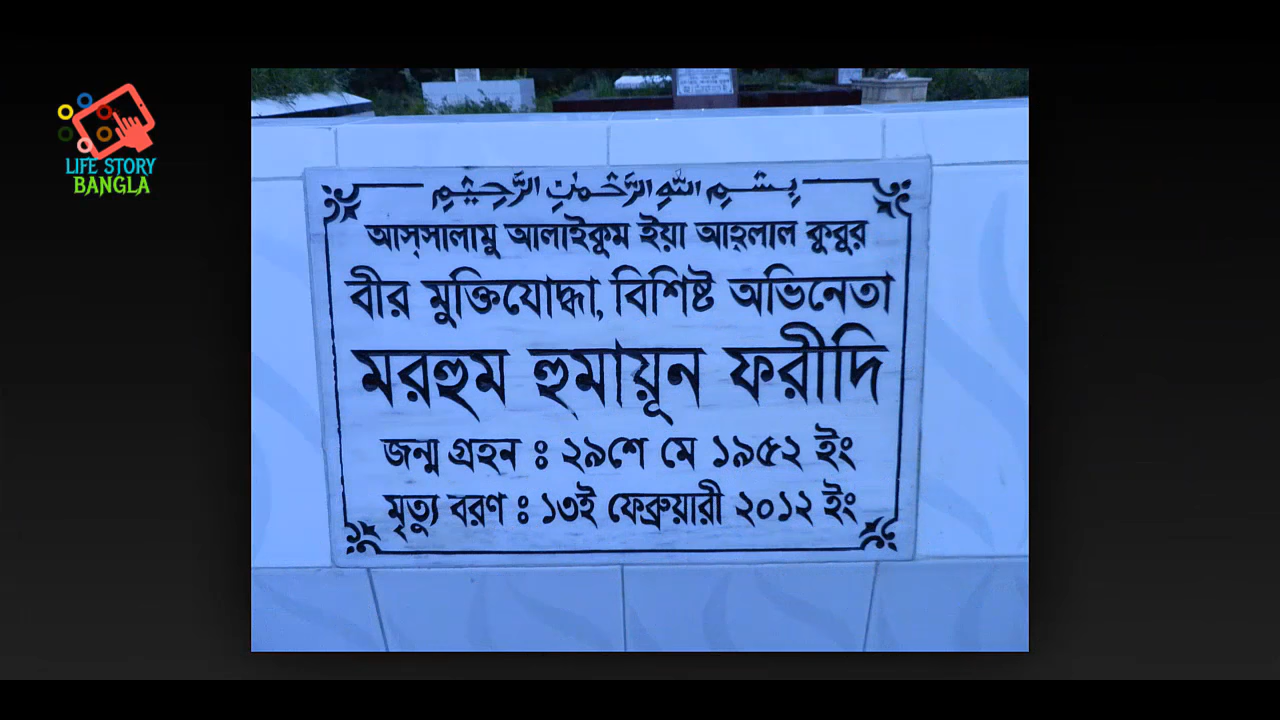 LIFE STORY
BANGLA
بِسْمِ اللهِ الرَّحْمٰنِ الرَّحِيْمِ
আস্‌সালামু আলাইকুম ইয়া আহ্‌লাল কুবুর
বীর মুক্তিযোদ্ধা, বিশিষ্ট অভিনেতা
মরহুম হুমায়ূন ফরীদি
জন্ম গ্রহন ঃ ২৯শে মে ১৯৫২ ইং
মৃত্যু বরণ ঃ ১৩ই ফেব্রুয়ারী ২০১২ ইং